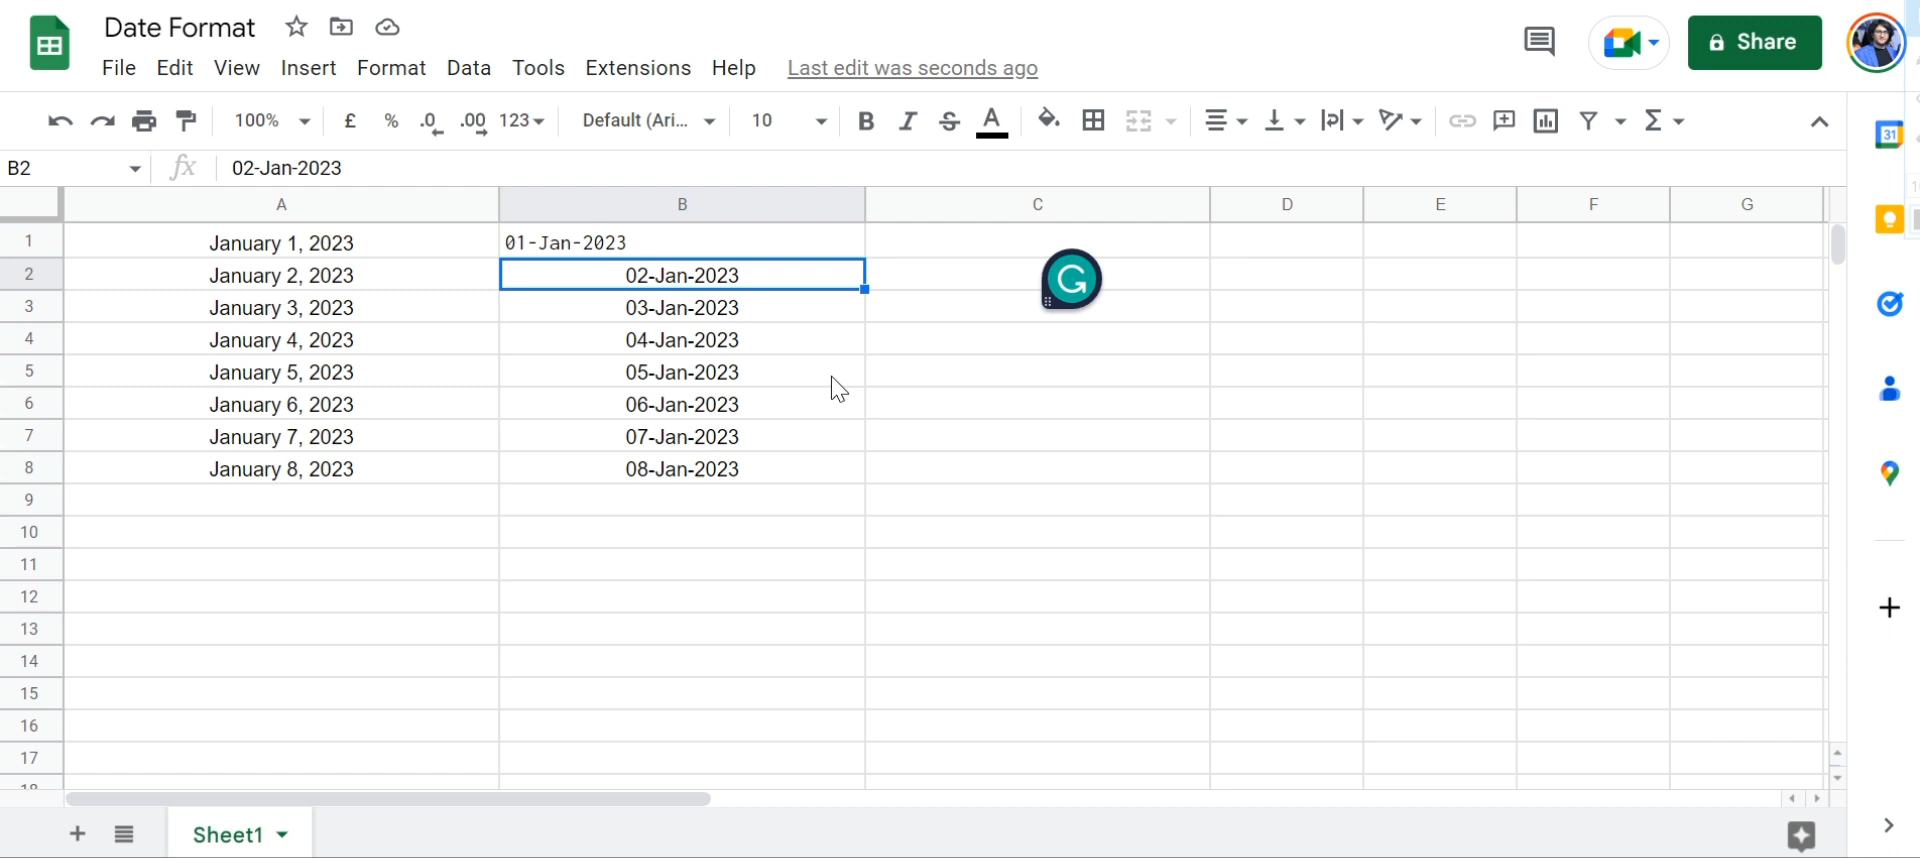 Date Format
File Edit View Insert Format Data Tools Extensions Help Last edit was seconds ago
Share
100% £ % .0 .00 123 Default (Ari... 10 B I S A Σ
31
B2 fx 02-Jan-2023
A B C D E F G
1 January 1, 2023 01-Jan-2023
2 January 2, 2023 02-Jan-2023
3 January 3, 2023 03-Jan-2023
4 January 4, 2023 04-Jan-2023
5 January 5, 2023 05-Jan-2023
6 January 6, 2023 06-Jan-2023
7 January 7, 2023 07-Jan-2023
8 January 8, 2023 08-Jan-2023
9
10
11
12
13
14
15
16
17
18
Sheet1